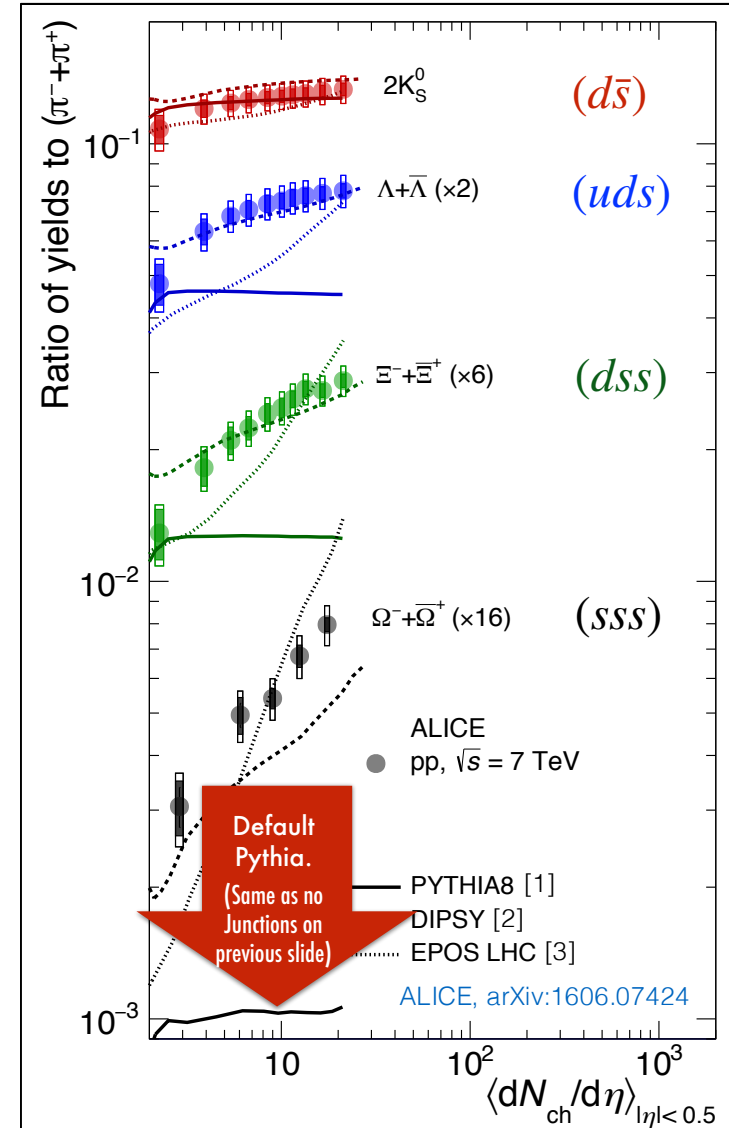 Ratio of yields to (π⁻+π⁺)
10⁻¹
10⁻²
10⁻³
2K⁰_S
(ds̄)
Λ+Λ̄ (×2)
(uds)
Ξ⁻+Ξ̄⁺ (×6)
(dss)
Ω⁻+Ω̄⁺ (×16)
(sss)
ALICE
pp, √s = 7 TeV
Default
Pythia.
(Same as no
Junctions on
previous slide)
PYTHIA8 [1]
DIPSY [2]
EPOS LHC [3]
ALICE, arXiv:1606.07424
10
10²
10³
⟨dN_ch/dη⟩_|η|< 0.5